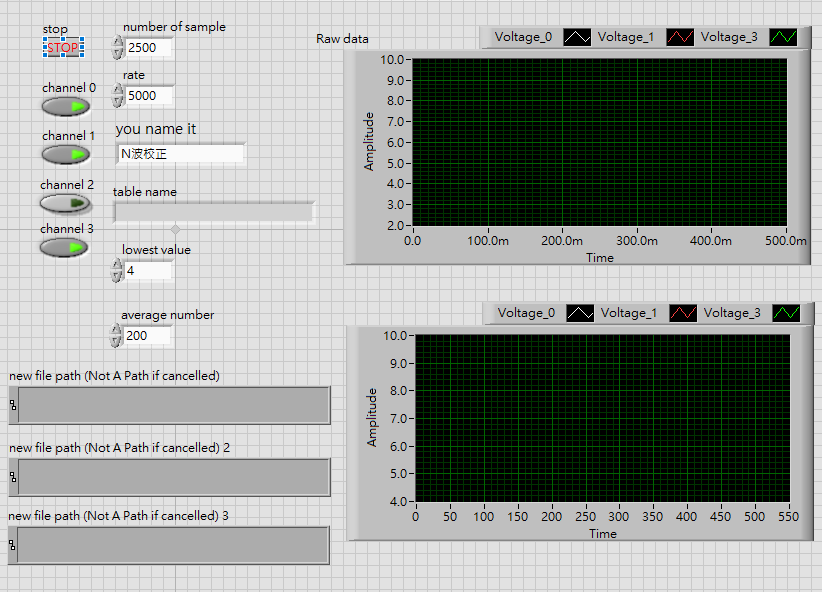 stop
STOP
number of sample
2500
rate
5000
channel 0
channel 1
channel 2
channel 3
you name it
N波校正
table name
lowest value
4
average number
200
new file path (Not A Path if cancelled)
new file path (Not A Path if cancelled) 2
new file path (Not A Path if cancelled) 3
Raw data
Voltage_0 Voltage_1 Voltage_3
10.0
9.0
8.0
7.0
6.0
5.0
4.0
3.0
2.0
Amplitude
0.0 100.0m 200.0m 300.0m 400.0m 500.0m
Time
Voltage_0 Voltage_1 Voltage_3
10.0
9.0
8.0
7.0
6.0
5.0
4.0
Amplitude
0 50 100 150 200 250 300 350 400 450 500 550
Time